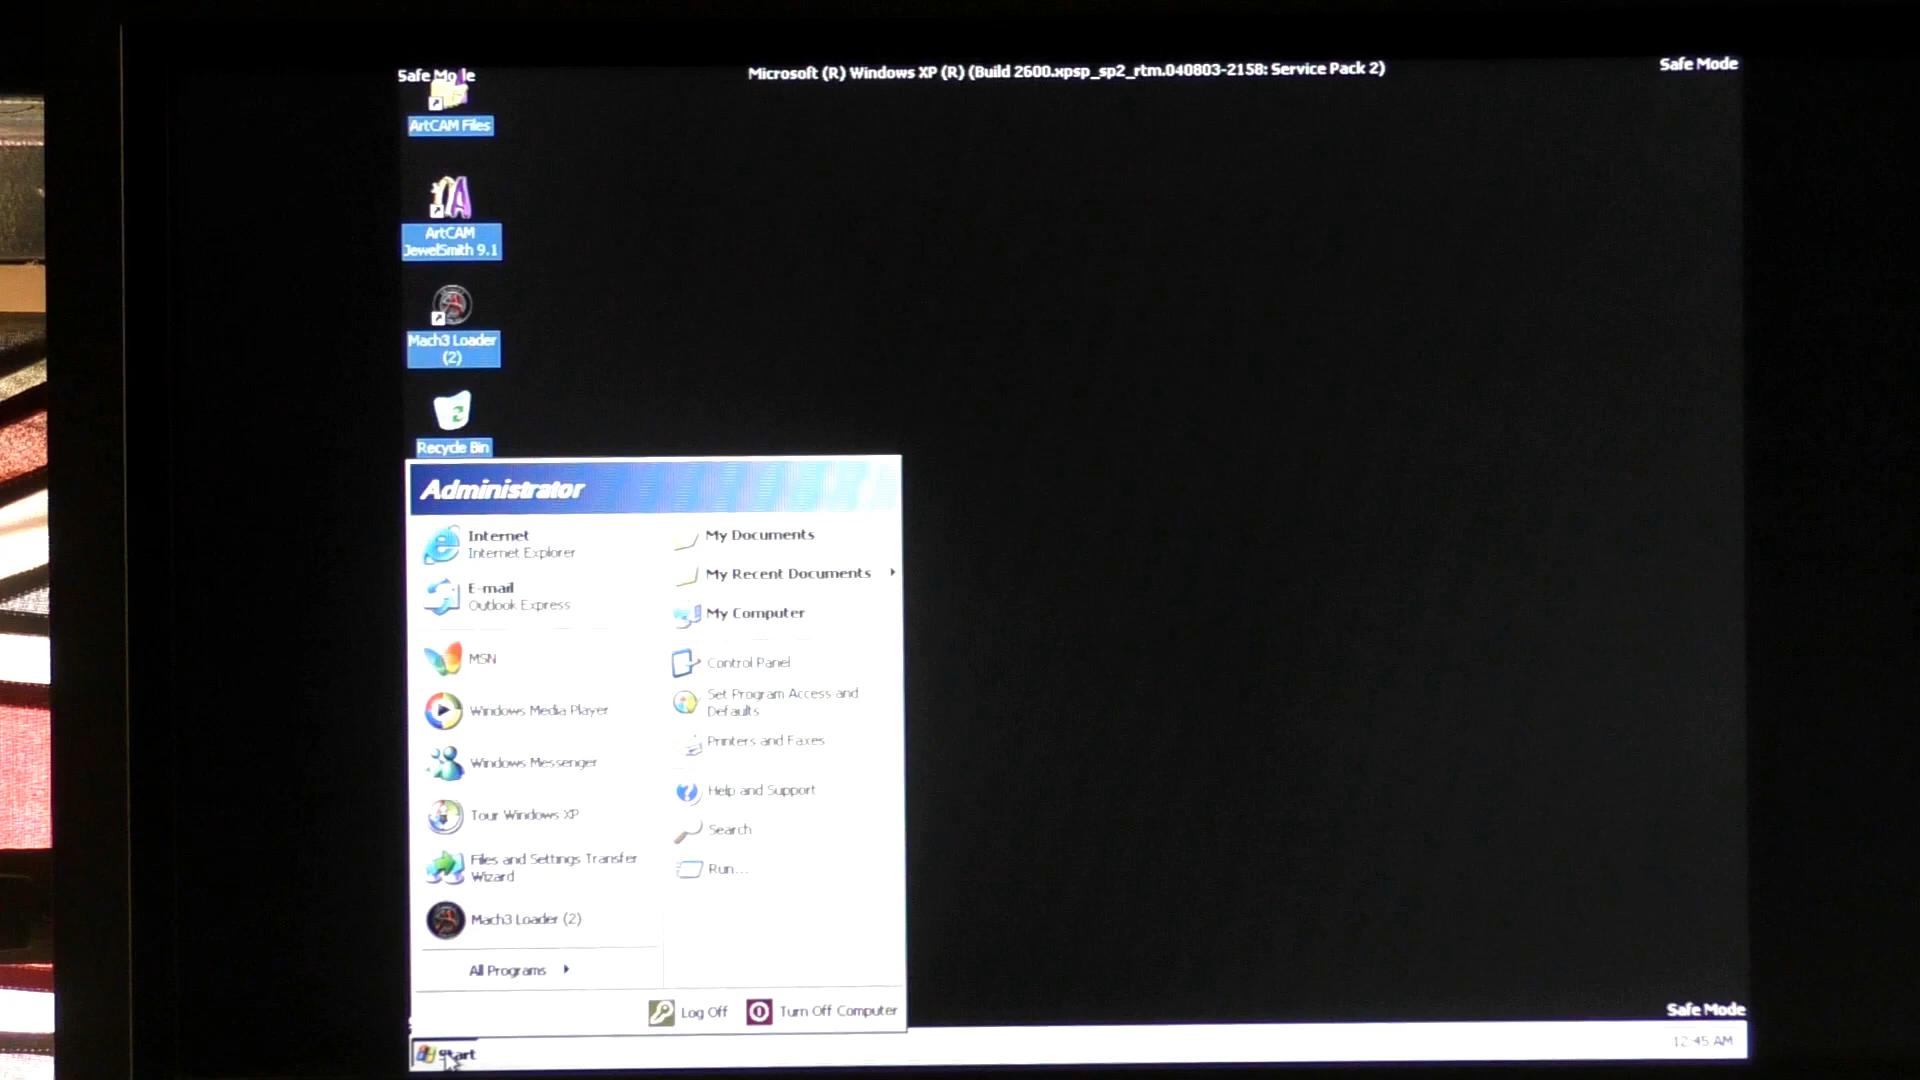 Safe Mode
Microsoft (R) Windows XP (R) (Build 2600.xpsp_sp2_rtm.040803-2158: Service Pack 2)
Safe Mode
ArtCAM Files
ArtCAM
JewelSmith 9.1
Mach3 Loader
(2)
Recycle Bin
Administrator
Internet
Internet Explorer
E-mail
Outlook Express
MSN
Windows Media Player
Windows Messenger
Tour Windows XP
Files and Settings Transfer
Wizard
Mach3 Loader (2)
All Programs
My Documents
My Recent Documents
My Computer
Control Panel
Set Program Access and
Defaults
Printers and Faxes
Help and Support
Search
Run...
Log Off
Turn Off Computer
Safe Mode
Start
12:45 AM